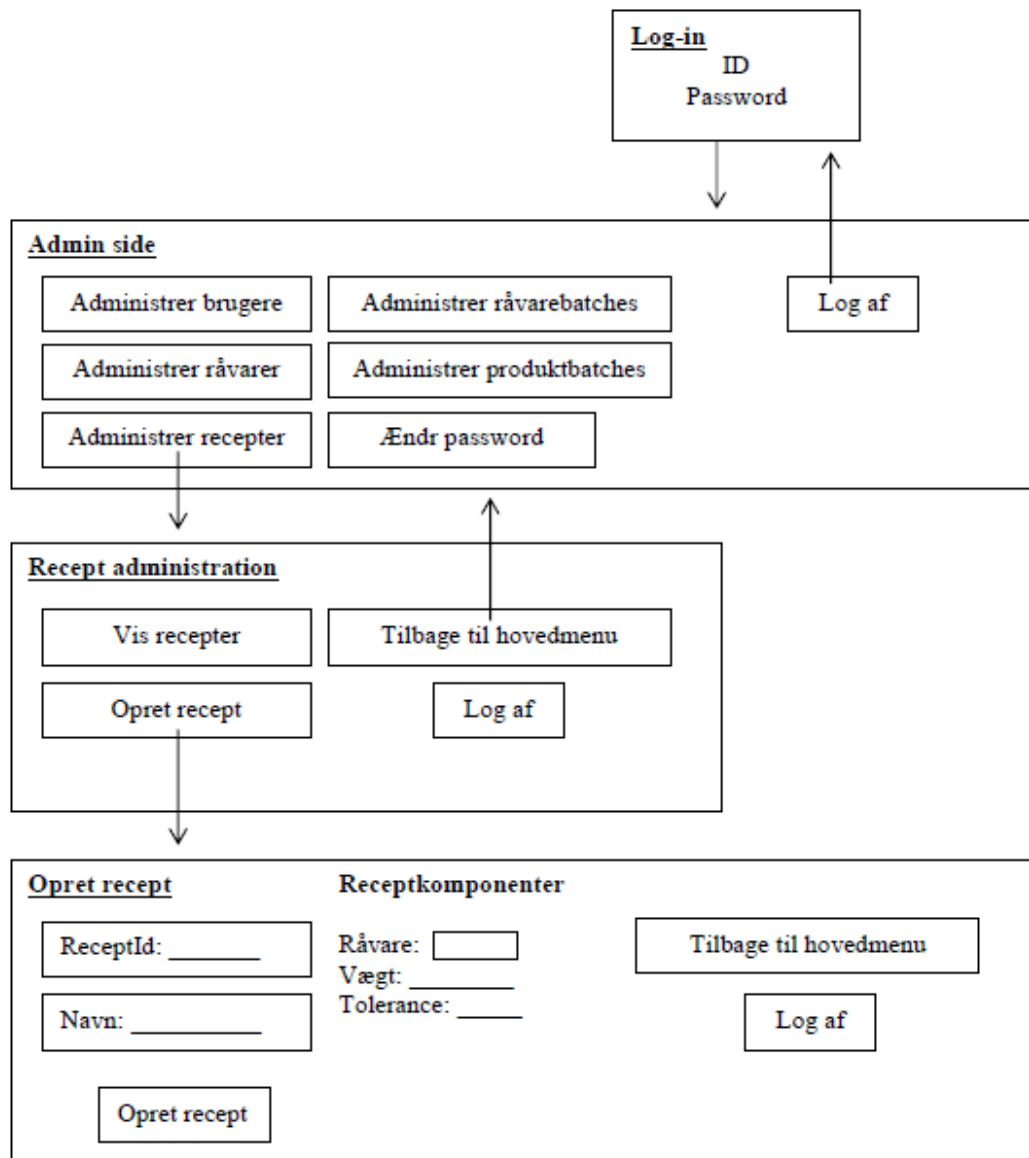 Log-in
ID
Password
Admin side
Administrer brugere
Administrer råvarebatches
Log af
Administrer råvarer
Administrer produktbatches
Administrer recepter
Ændr password
Recept administration
Vis recepter
Tilbage til hovedmenu
Opret recept
Log af
Opret recept
Receptkomponenter
ReceptId: _______
Råvare:
Tilbage til hovedmenu
Vægt: ________
Navn: __________
Tolerance: _____
Log af
Opret recept